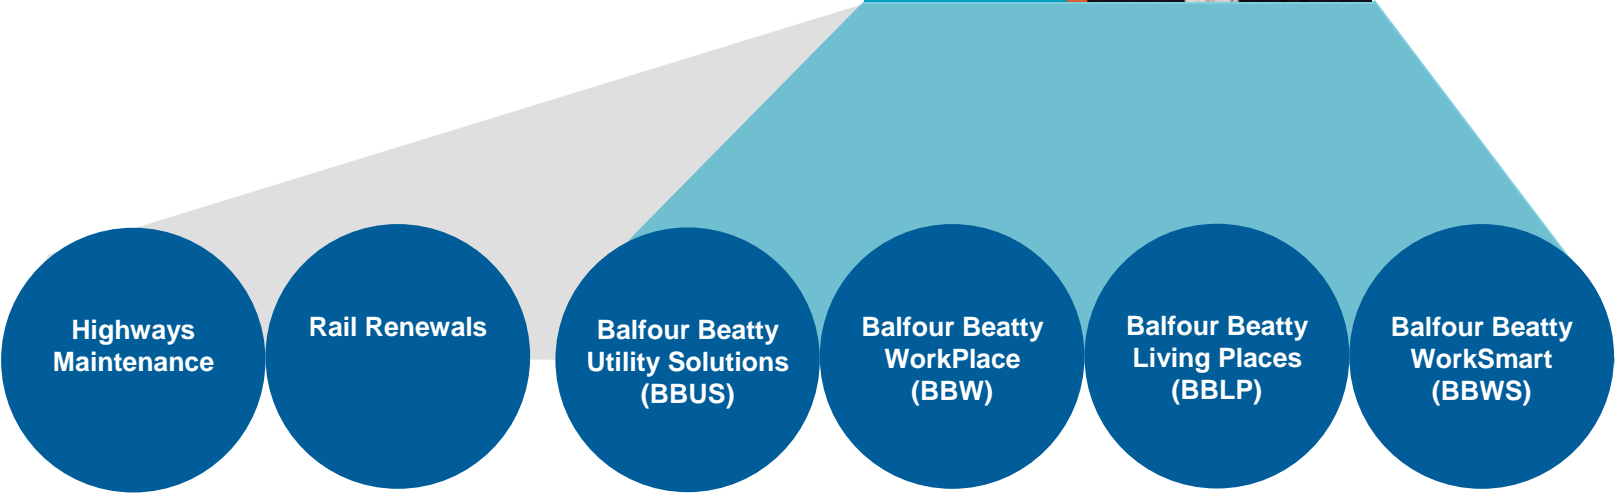 Highways
Maintenance
Rail Renewals
Balfour Beatty
Utility Solutions
(BBUS)
Balfour Beatty
WorkPlace
(BBW)
Balfour Beatty
Living Places
(BBLP)
Balfour Beatty
WorkSmart
(BBWS)